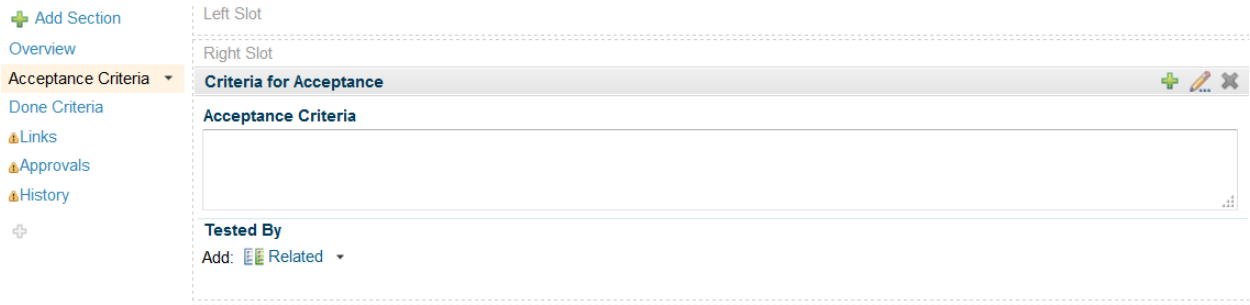 Add Section
Overview
Acceptance Criteria
Done Criteria
Links
Approvals
History
Left Slot
Right Slot
Criteria for Acceptance
Acceptance Criteria
Tested By
Add: Related